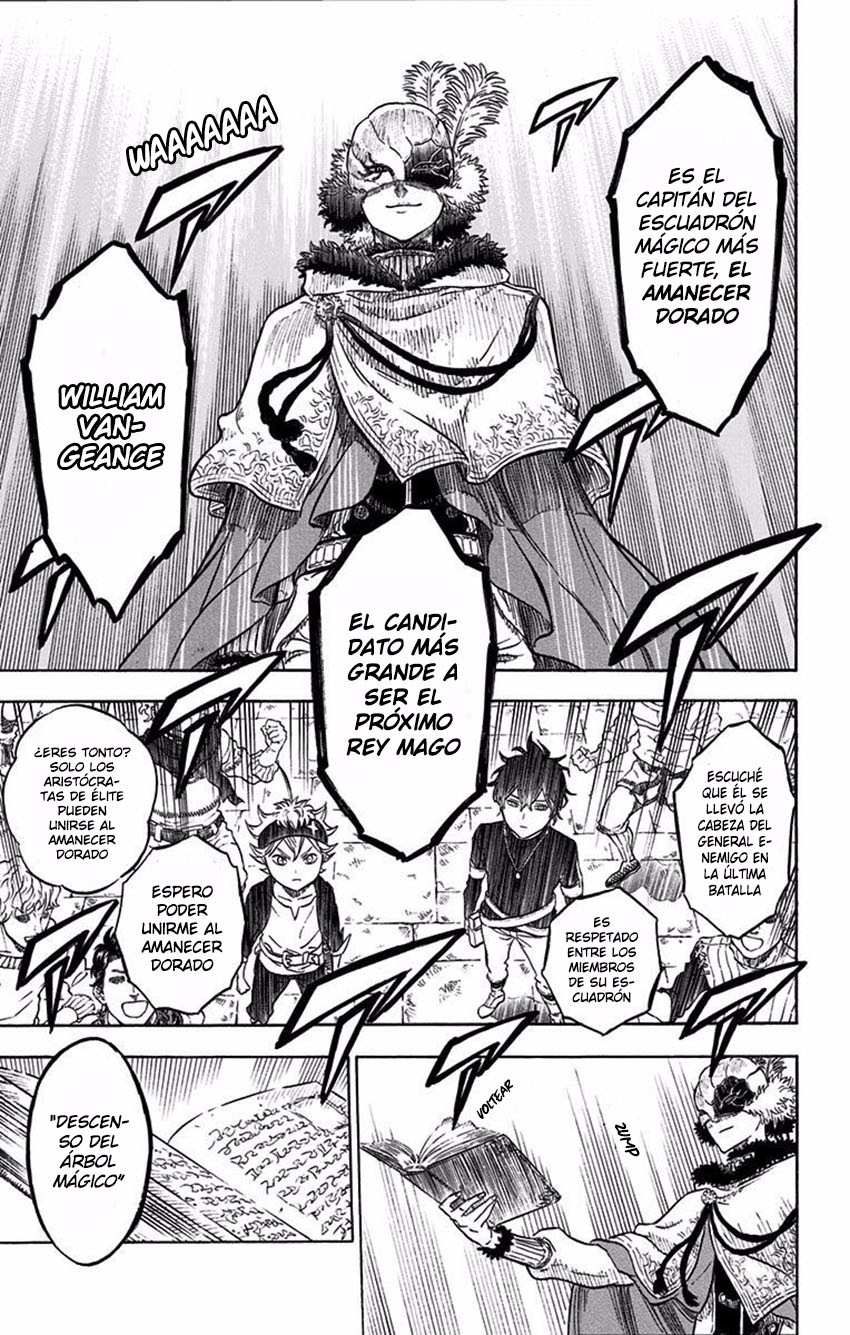 WAAAAAAA
ES EL
CAPITÁN DEL
ESCUADRÓN
MÁGICO MÁS
FUERTE, EL
AMANECER
DORADO
WILLIAM
VAN-
GEANCE
EL CANDI-
DATO MÁS
GRANDE A
SER EL
PRÓXIMO
REY MAGO
ESCUCHÉ
QUE ÉL SE
LLEVÓ LA
CABEZA DEL
GENERAL E-
NEMIGO EN
LA ÚLTIMA
BATALLA
ES
RESPETADO
ENTRE LOS
MIEMBROS
DE SU ES-
CUADRÓN
ESPERO
PODER
UNIRME AL
AMANECER
DORADO
¿ERES TONTO?
SOLO LOS
ARISTÓCRA-
TAS DE ÉLITE
PUEDEN
UNIRSE AL
AMANECER
DORADO
VOLTEAR
ZUMP
"DESCEN-
SO DEL
ÁRBOL
MÁGICO"